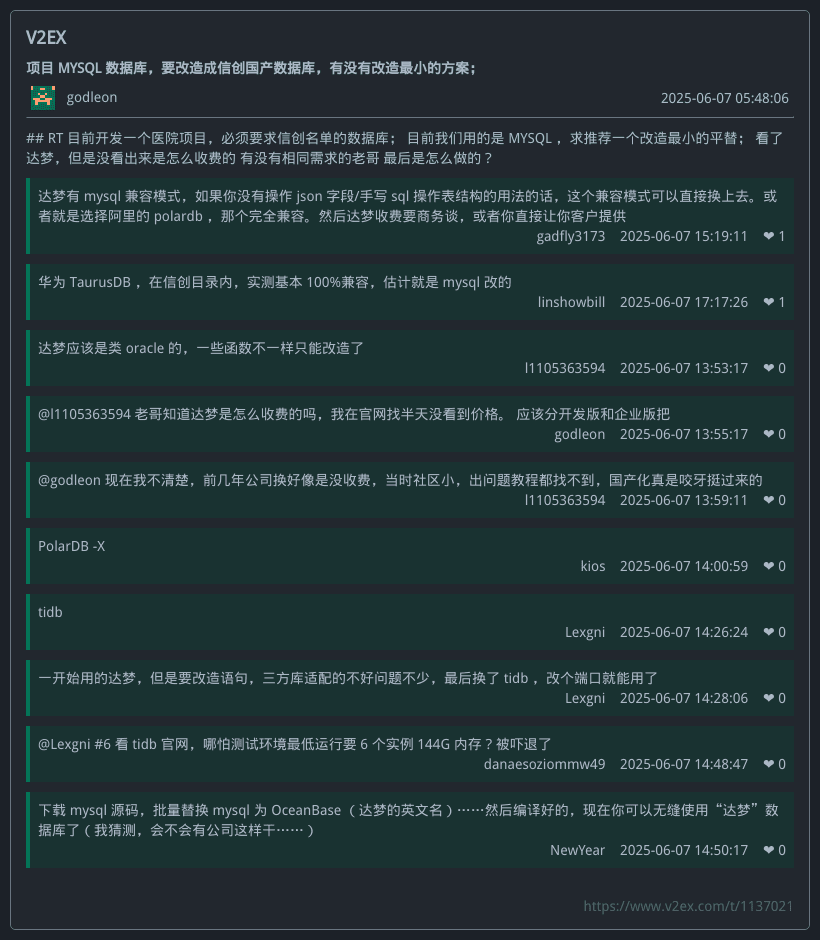 V2EX
项目 MYSQL 数据库，要改造成信创国产数据库，有没有改造最小的方案；
godleon
2025-06-07 05:48:06
## RT 目前开发一个医院项目，必须要求信创名单的数据库； 目前我们用的是 MYSQL ，求推荐一个改造最小的平替； 看了
达梦，但是没看出来是怎么收费的 有没有相同需求的老哥 最后是怎么做的？
达梦有 mysql 兼容模式，如果你没有操作 json 字段/手写 sql 操作表结构的用法的话，这个兼容模式可以直接换上去。或
者就是选择阿里的 polardb ，那个完全兼容。然后达梦收费要商务谈，或者你直接让你客户提供
gadfly3173 2025-06-07 15:19:11 ❤ 1
华为 TaurusDB ，在信创目录内，实测基本 100%兼容，估计就是 mysql 改的
linshowbill 2025-06-07 17:17:26 ❤ 1
达梦应该是类 oracle 的，一些函数不一样只能改造了
l1105363594 2025-06-07 13:53:17 ❤ 0
@l1105363594 老哥知道达梦是怎么收费的吗，我在官网找半天没看到价格。 应该分开发版和企业版把
godleon 2025-06-07 13:55:17 ❤ 0
@godleon 现在我不清楚，前几年公司换好像是没收费，当时社区小，出问题教程都找不到，国产化真是咬牙挺过来的
l1105363594 2025-06-07 13:59:11 ❤ 0
PolarDB -X
kios 2025-06-07 14:00:59 ❤ 0
tidb
Lexgni 2025-06-07 14:26:24 ❤ 0
一开始用的达梦，但是要改造语句，三方库适配的不好问题不少，最后换了 tidb ，改个端口就能用了
Lexgni 2025-06-07 14:28:06 ❤ 0
@Lexgni #6 看 tidb 官网，哪怕测试环境最低运行要 6 个实例 144G 内存？被吓退了
danaesoziommw49 2025-06-07 14:48:47 ❤ 0
下载 mysql 源码，批量替换 mysql 为 OceanBase （达梦的英文名）……然后编译好的，现在你可以无缝使用“达梦”数
据库了（我猜测，会不会有公司这样干……）
NewYear 2025-06-07 14:50:17 ❤ 0
https://www.v2ex.com/t/1137021